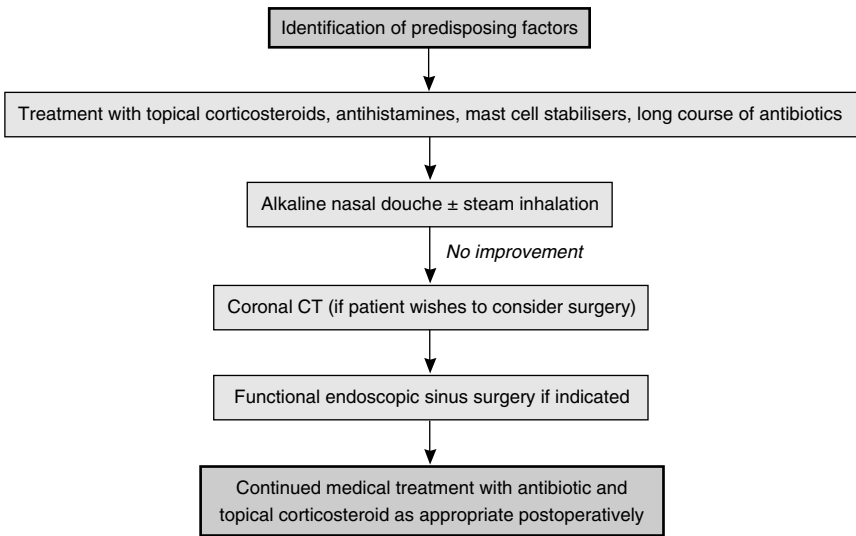 Identification of predisposing factors
Treatment with topical corticosteroids, antihistamines, mast cell stabilisers, long course of antibiotics
Alkaline nasal douche ± steam inhalation
No improvement
Coronal CT (if patient wishes to consider surgery)
Functional endoscopic sinus surgery if indicated
Continued medical treatment with antibiotic and
topical corticosteroid as appropriate postoperatively